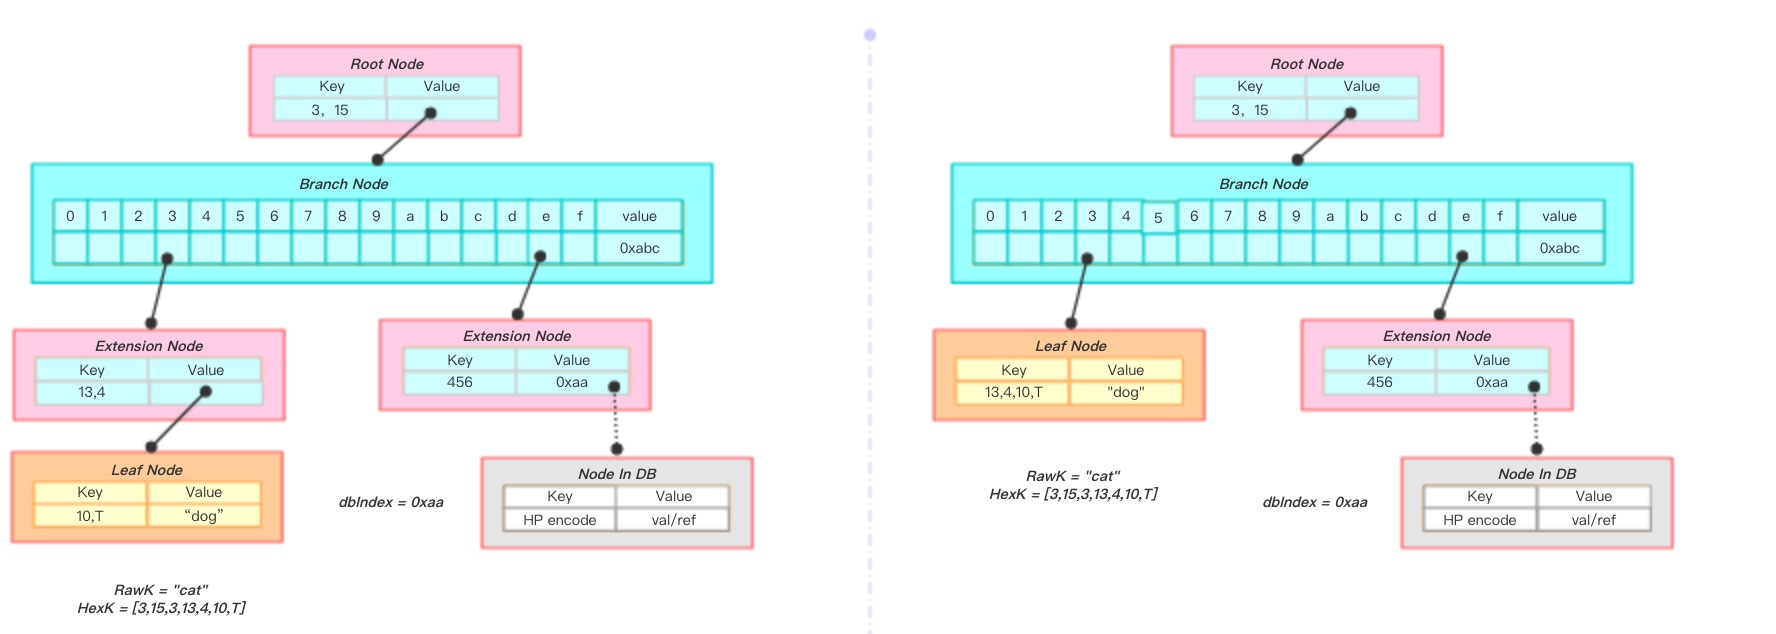 Root Node
Key Value
3, 15
Branch Node
0 1 2 3 4 5 6 7 8 9 a b c d e f value
0xabc
Extension Node
Key Value
13,4
Extension Node
Key Value
456 0xaa
Leaf Node
Key Value
10,T “dog”
dbIndex = 0xaa
Node In DB
Key Value
HP encode val/ref
RawK = "cat"
HexK = [3,15,3,13,4,10,T]
Root Node
Key Value
3, 15
Branch Node
0 1 2 3 4 5 6 7 8 9 a b c d e f value
0xabc
Leaf Node
Key Value
13,4,10,T "dog"
Extension Node
Key Value
456 0xaa
RawK = "cat"
HexK = [3,15,3,13,4,10,T]
dbIndex = 0xaa
Node In DB
Key Value
HP encode val/ref